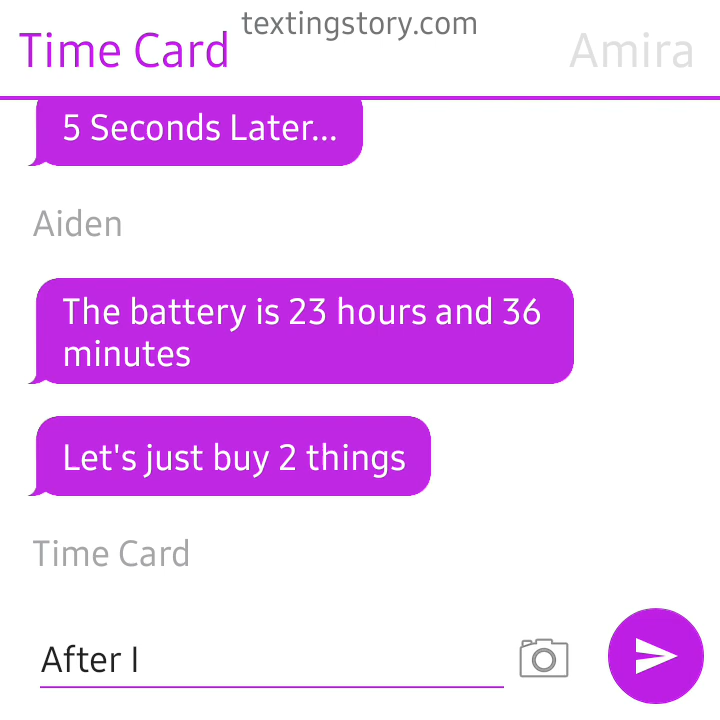 textingstory.com
Time Card
Amira
5 Seconds Later...
Aiden
The battery is 23 hours and 36
minutes
Let's just buy 2 things
Time Card
After I